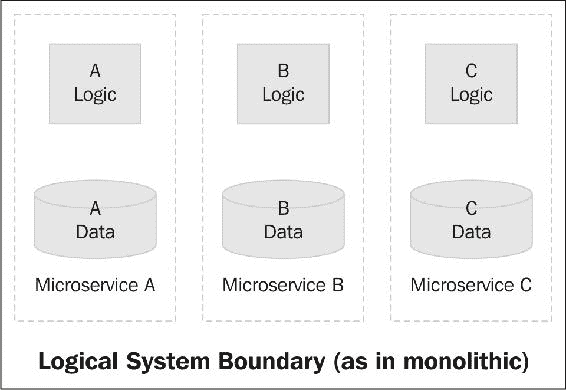 A
Logic
B
Logic
C
Logic
A
Data
B
Data
C
Data
Microservice A
Microservice B
Microservice C
Logical System Boundary (as in monolithic)